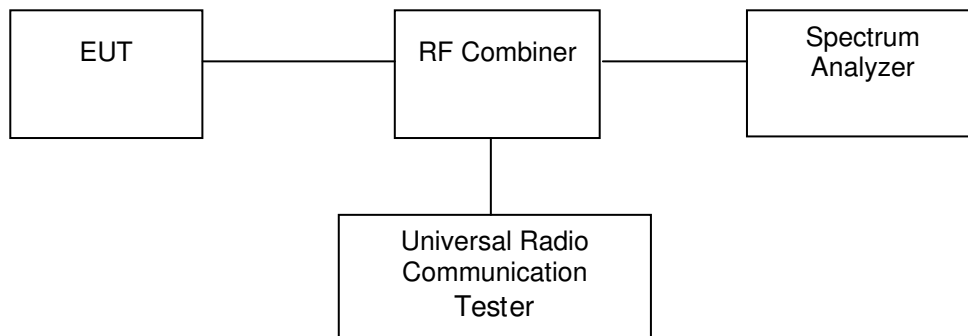 EUT
RF Combiner
Spectrum
Analyzer
Universal Radio
Communication
Tester